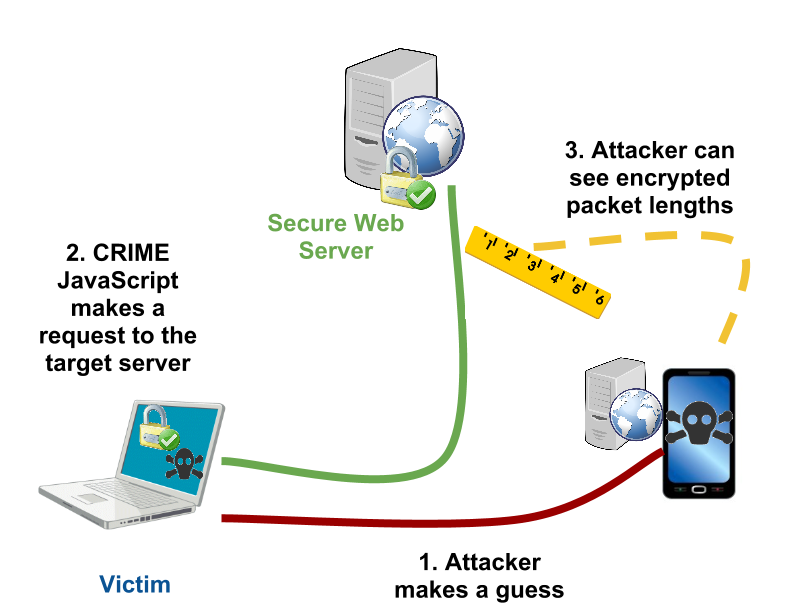 3. Attacker can
see encrypted
packet lengths
Secure Web
Server
1 2 3 4 5 6
2. CRIME
JavaScript
makes a
request to the
target server
1. Attacker
makes a guess
Victim